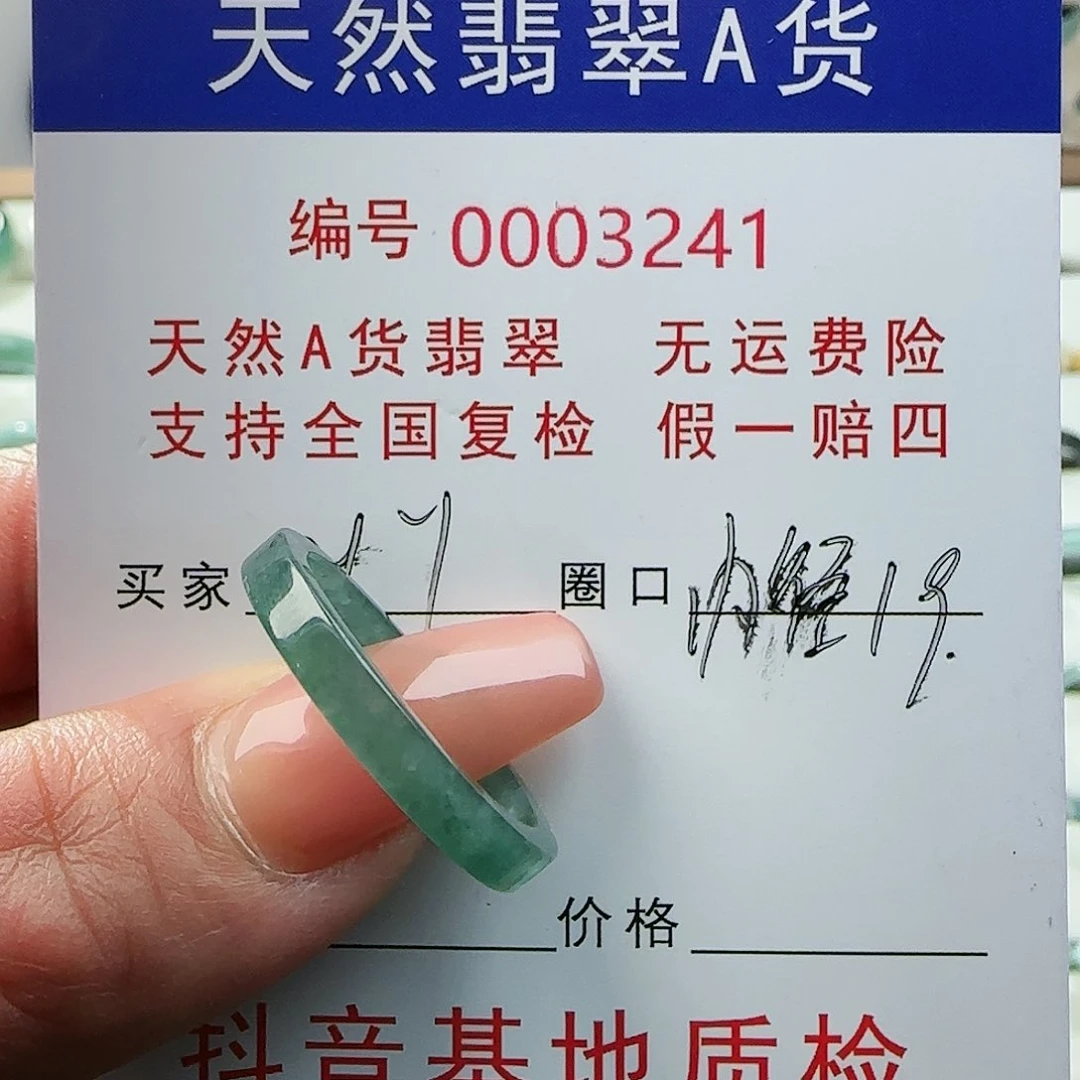 天然翡翠A货
编号 0003241
天然A货翡翠 无运费险
支持全国复检 假一赔四
买家 圈口 内径19.
价格
抖音基地质检